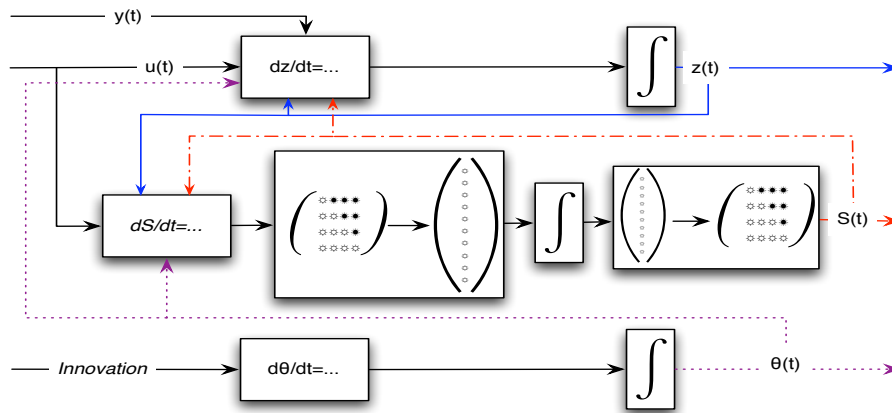 y(t)
u(t)
dz/dt=...
∫
z(t)
dS/dt=...
∫
S(t)
Innovation
dθ/dt=...
∫
θ(t)